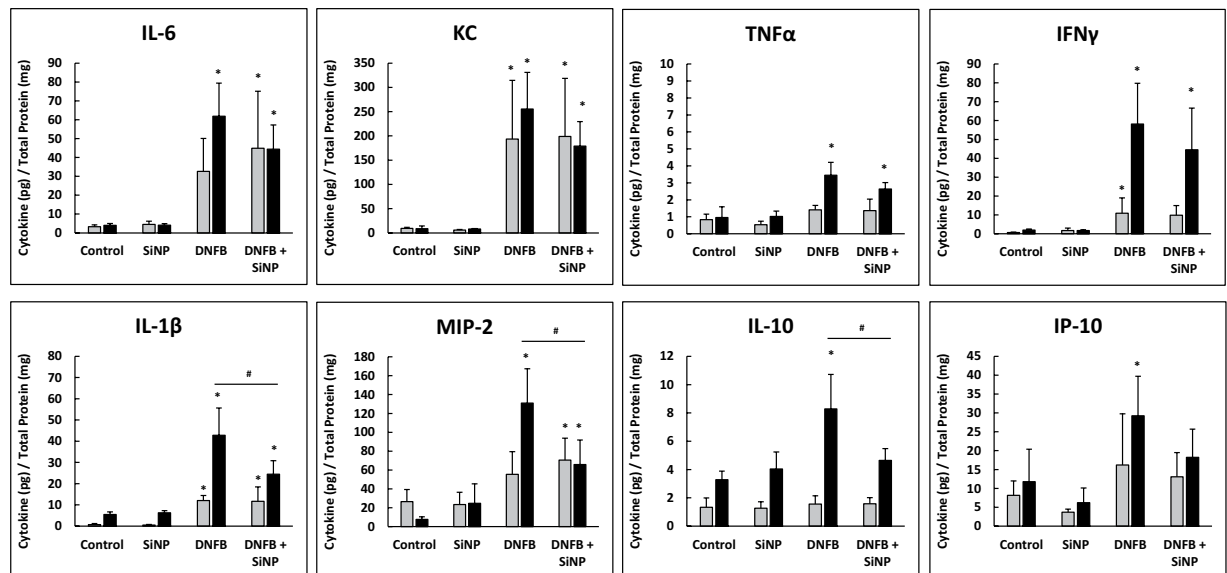 IL-6
Cytokine (pg) / Total Protein (mg)
90
80
70
60
50
40
30
20
10
0
* * *
Control SiNP DNFB DNFB +
SiNP
KC
Cytokine (pg) / Total Protein (mg)
350
300
250
200
150
100
50
0
* * * *
Control SiNP DNFB DNFB +
SiNP
TNFα
Cytokine (pg) / Total Protein (mg)
10
9
8
7
6
5
4
3
2
1
0
* *
Control SiNP DNFB DNFB +
SiNP
IFNγ
Cytokine (pg) / Total Protein (mg)
90
80
70
60
50
40
30
20
10
0
* * *
Control SiNP DNFB DNFB +
SiNP
IL-1β
Cytokine (pg) / Total Protein (mg)
80
70
60
50
40
30
20
10
0
#
* * * *
Control SiNP DNFB DNFB +
SiNP
MIP-2
Cytokine (pg) / Total Protein (mg)
180
160
140
120
100
80
60
40
20
0
#
* * *
Control SiNP DNFB DNFB +
SiNP
IL-10
Cytokine (pg) / Total Protein (mg)
12
10
8
6
4
2
0
#
*
Control SiNP DNFB DNFB +
SiNP
IP-10
Cytokine (pg) / Total Protein (mg)
45
40
35
30
25
20
15
10
5
0
*
Control SiNP DNFB DNFB +
SiNP